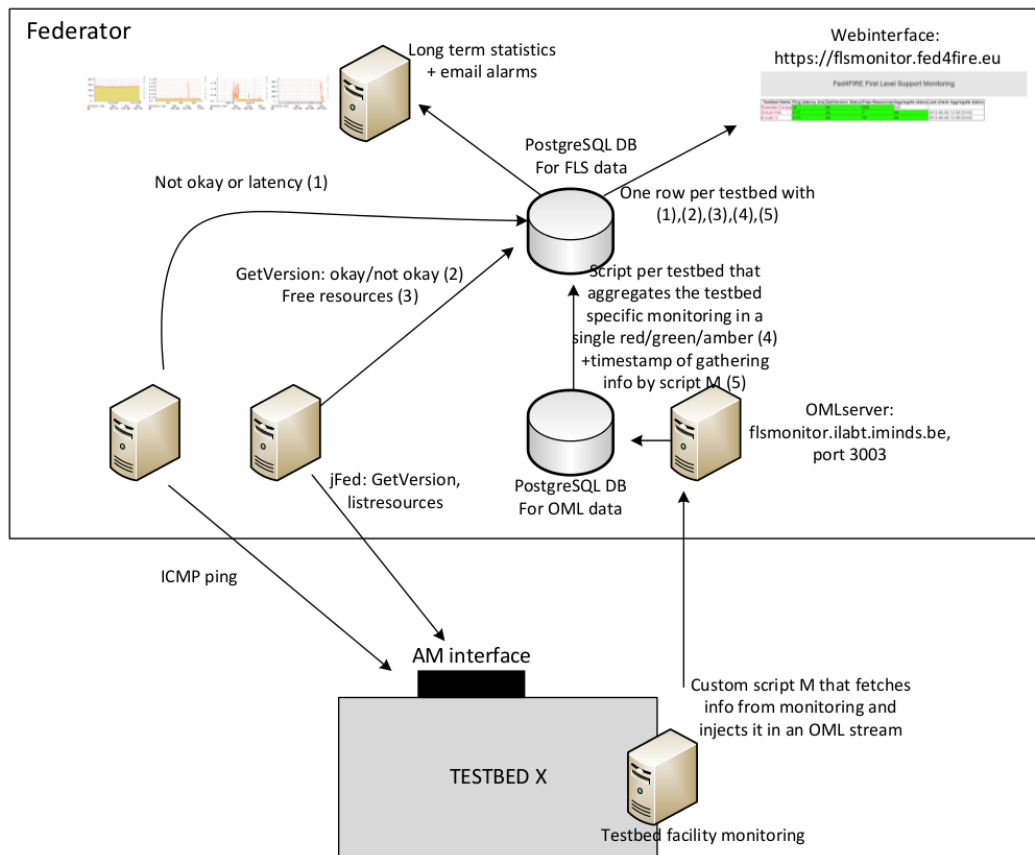 Federator
Long term statistics
+ email alarms
Webinterface:
https://flsmonitor.fed4fire.eu
Fed4FIRE First Level Support Monitoring
PostgreSQL DB
For FLS data
Not okay or latency (1)
One row per testbed with
(1),(2),(3),(4),(5)
GetVersion: okay/not okay (2)
Free resources (3)
Script per testbed that
aggregates the testbed
specific monitoring in a
single red/green/amber (4)
+timestamp of gathering
info by script M (5)
OMLserver:
flsmonitor.ilabt.iminds.be,
port 3003
jFed: GetVersion,
listresources
PostgreSQL DB
For OML data
ICMP ping
AM interface
Custom script M that fetches
info from monitoring and
injects it in an OML stream
TESTBED X
Testbed facility monitoring